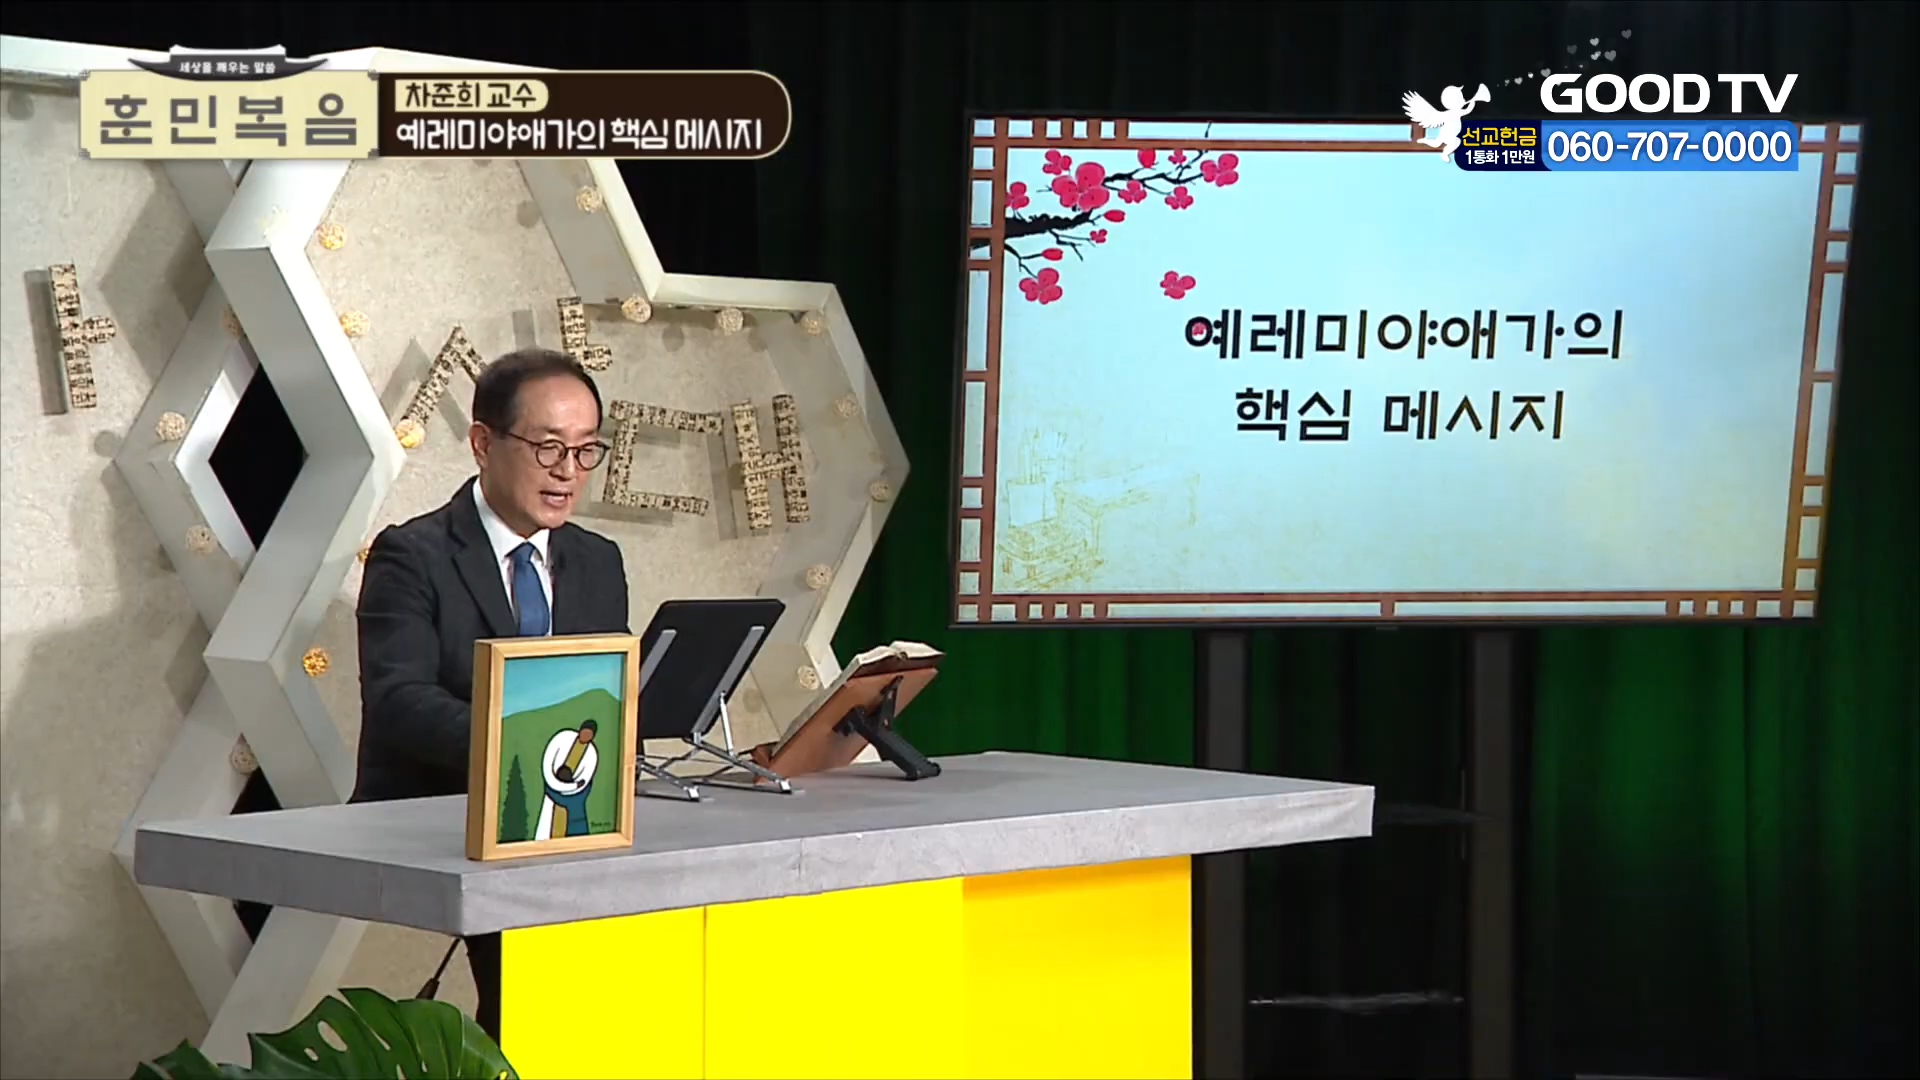 세상을 깨우는 말씀
훈민복음
차준희 교수
예레미야애가의 핵심 메시지
GOODTV
선교헌금
1통화 1만원
060-707-0000
예레미야애가의
핵심 메시지